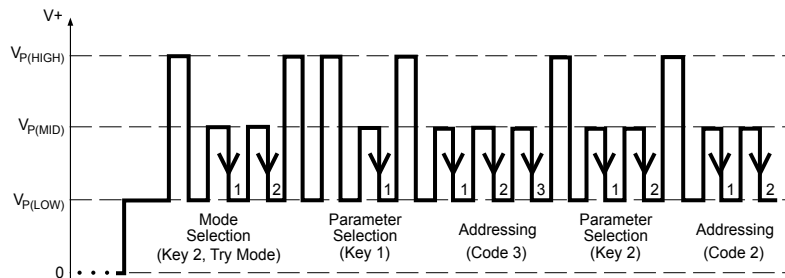 V+
VP(HIGH)
VP(MID)
VP(LOW)
0
1 2 1 1 2 3 1 2 1 2
Mode
Selection
(Key 2, Try Mode)
Parameter
Selection
(Key 1)
Addressing
(Code 3)
Parameter
Selection
(Key 2)
Addressing
(Code 2)